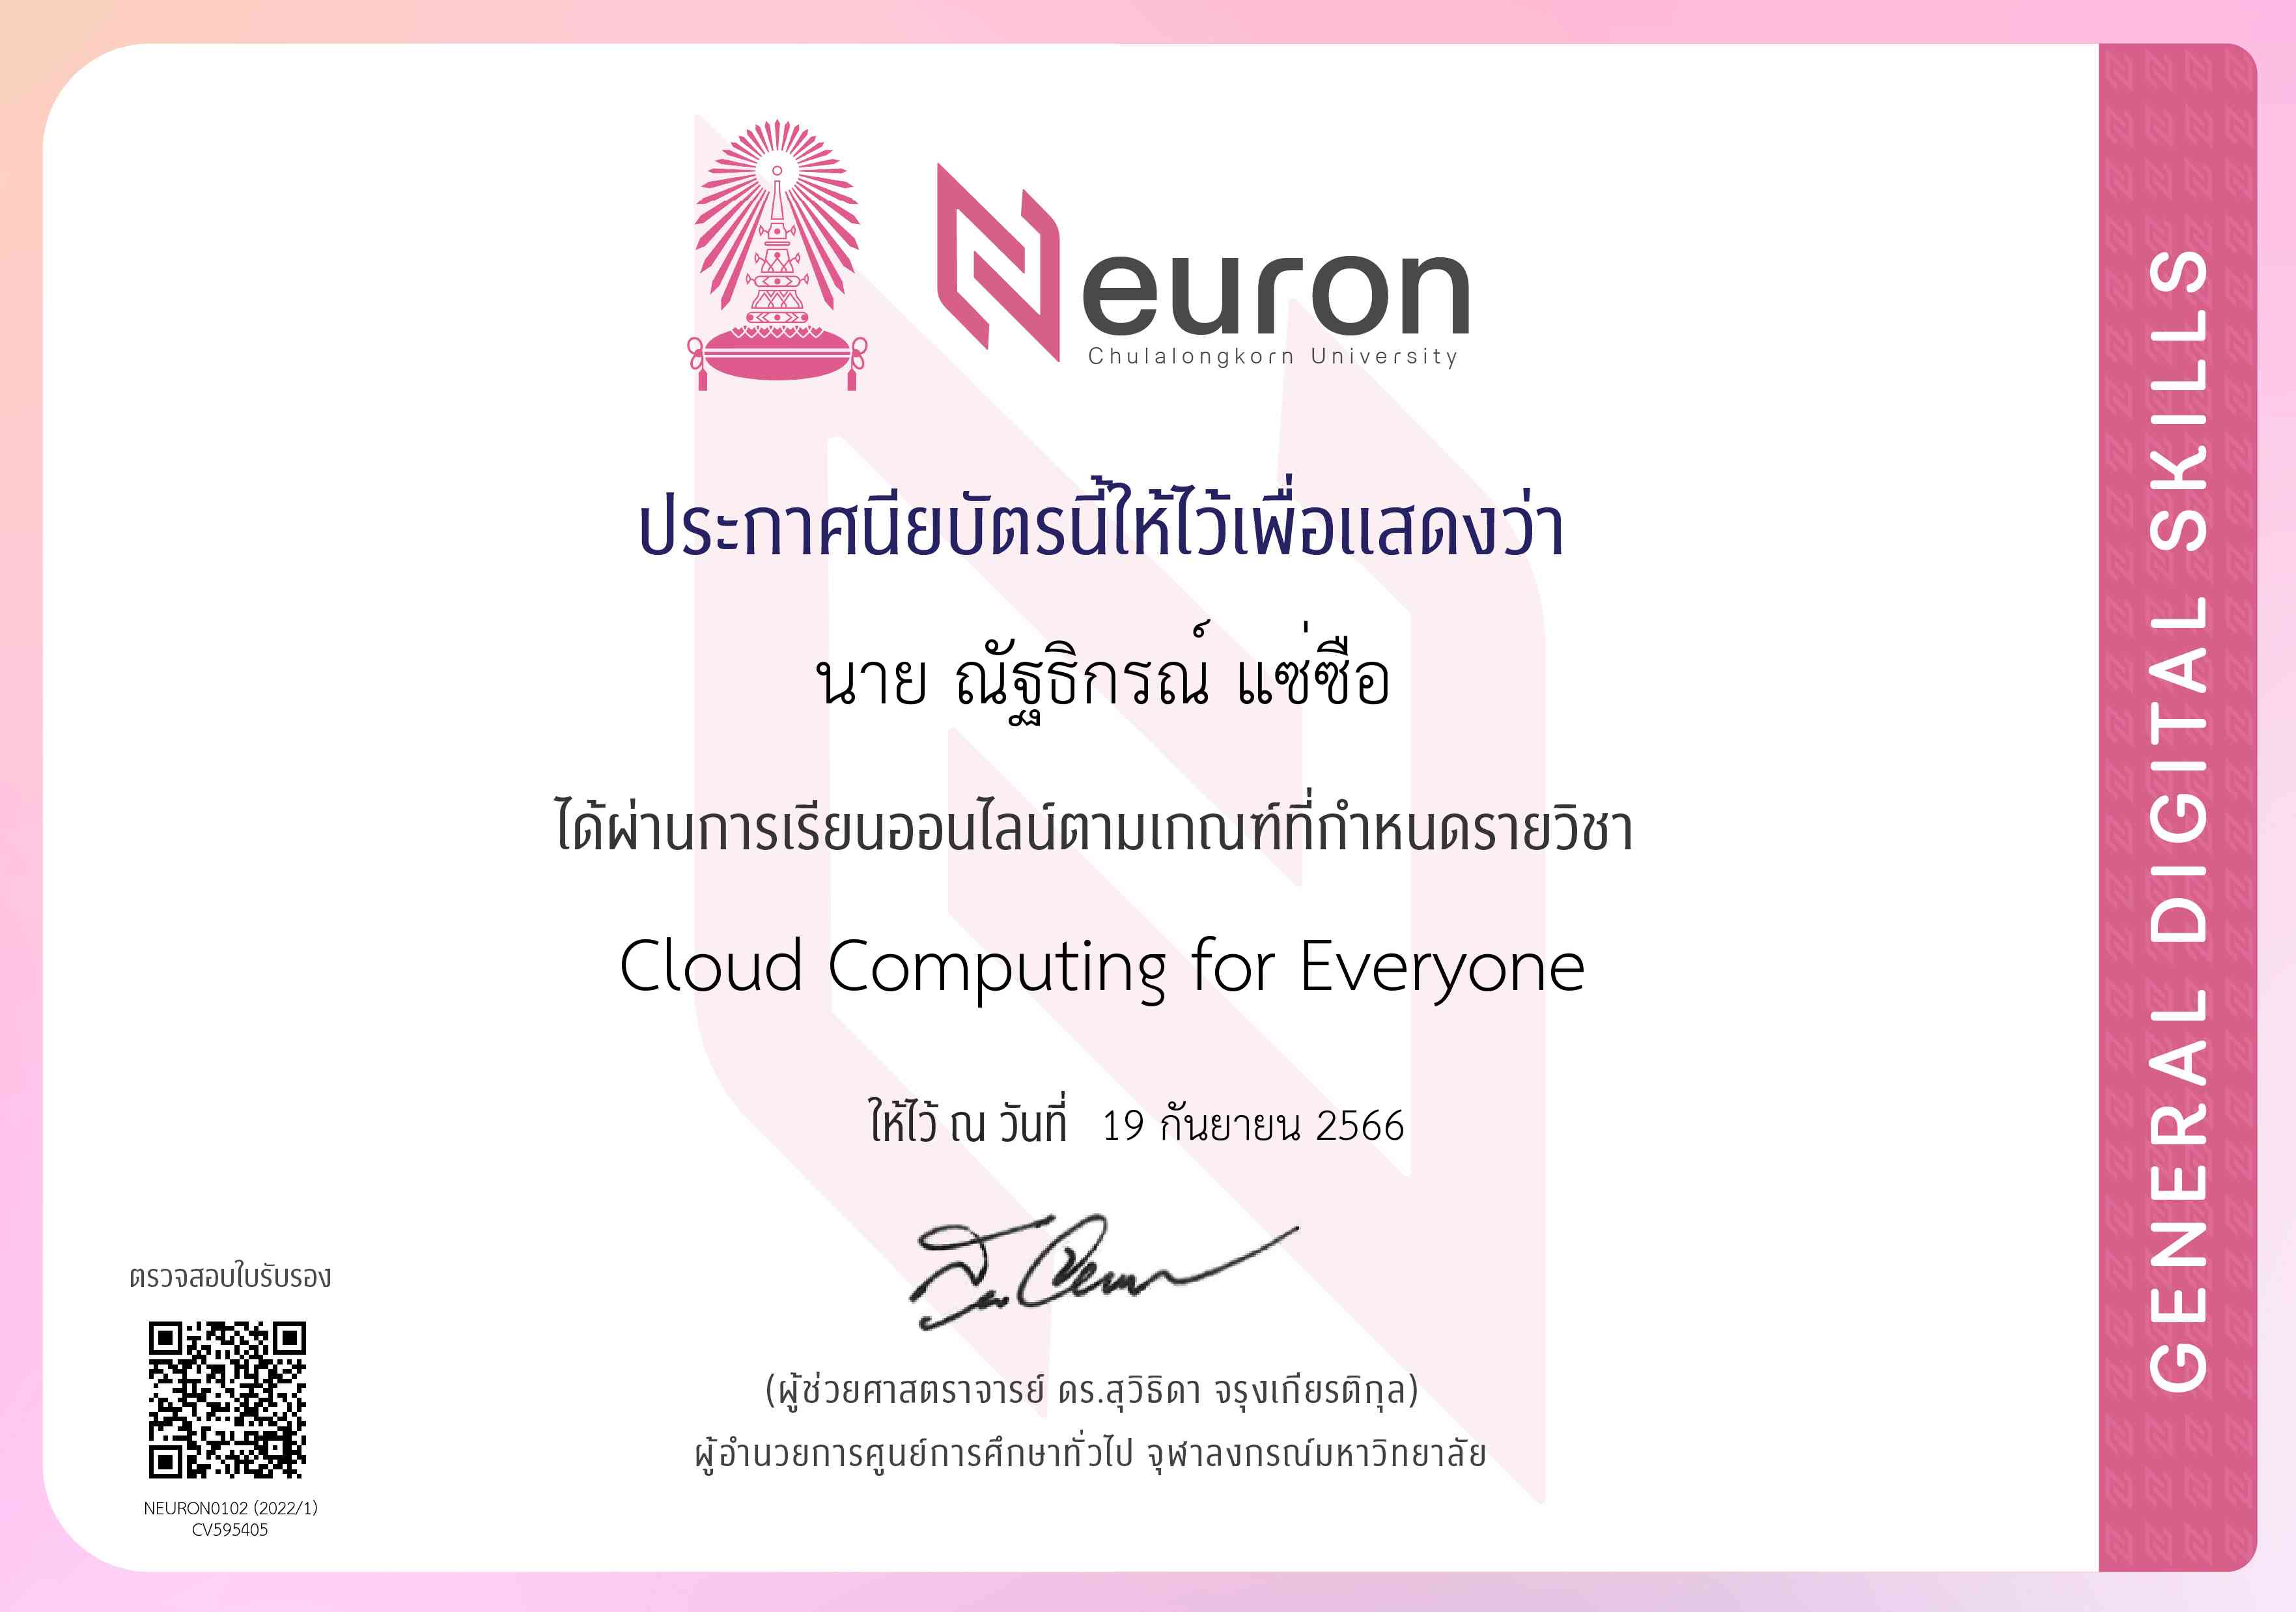 Neuron
Chulalongkorn University
ประกาศนียบัตรนี้ให้ไว้เพื่อแสดงว่า
นาย ณัฐธิกรณ์ แซ่ซือ
ได้ผ่านการเรียนออนไลน์ตามเกณฑ์ที่กำหนดรายวิชา
Cloud Computing for Everyone
ให้ไว้ ณ วันที่ 19 กันยายน 2566
(ผู้ช่วยศาสตราจารย์ ดร.สุวิธิดา จรุงเกียรติกุล)
ผู้อำนวยการศูนย์การศึกษาทั่วไป จุฬาลงกรณ์มหาวิทยาลัย
ตรวจสอบใบรับรอง
NEURON0102 (2022/1)
CV595405
GENERAL DIGITAL SKILLS